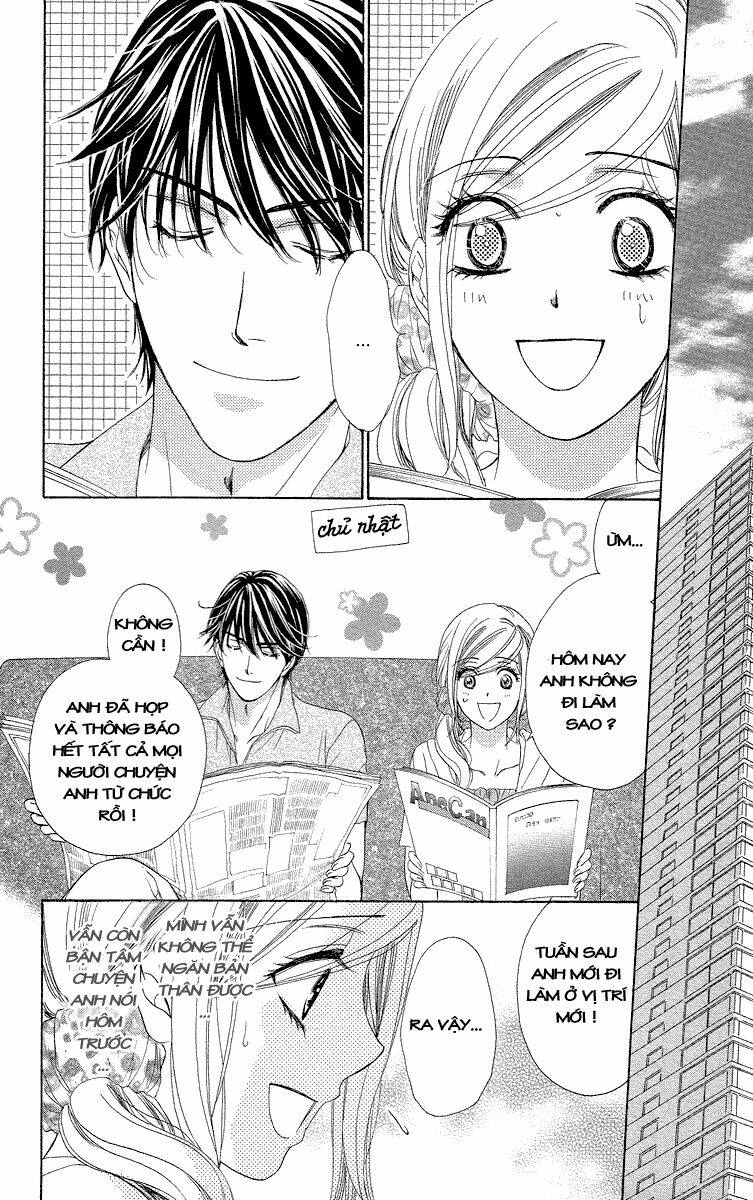 ...
chủ nhật
ỪM...
HÔM NAY
ANH KHÔNG
ĐI LÀM
SAO ?
KHÔNG
CẦN !
ANH ĐÃ HỌP
VÀ THÔNG BÁO
HẾT TẤT CẢ MỌI
NGƯỜI CHUYỆN
ANH TỪ CHỨC
RỒI !
AneCan
TUẦN SAU
ANH MỚI ĐI
LÀM Ở VỊ TRÍ
MỚI !
RA VẬY...
MÌNH VẪN
KHÔNG THỂ
NGĂN BẢN
THÂN ĐƯỢC
...
VẪN CÒN
BẬN TÂM
CHUYỆN
ANH NÓI
HÔM
TRƯỚC
...